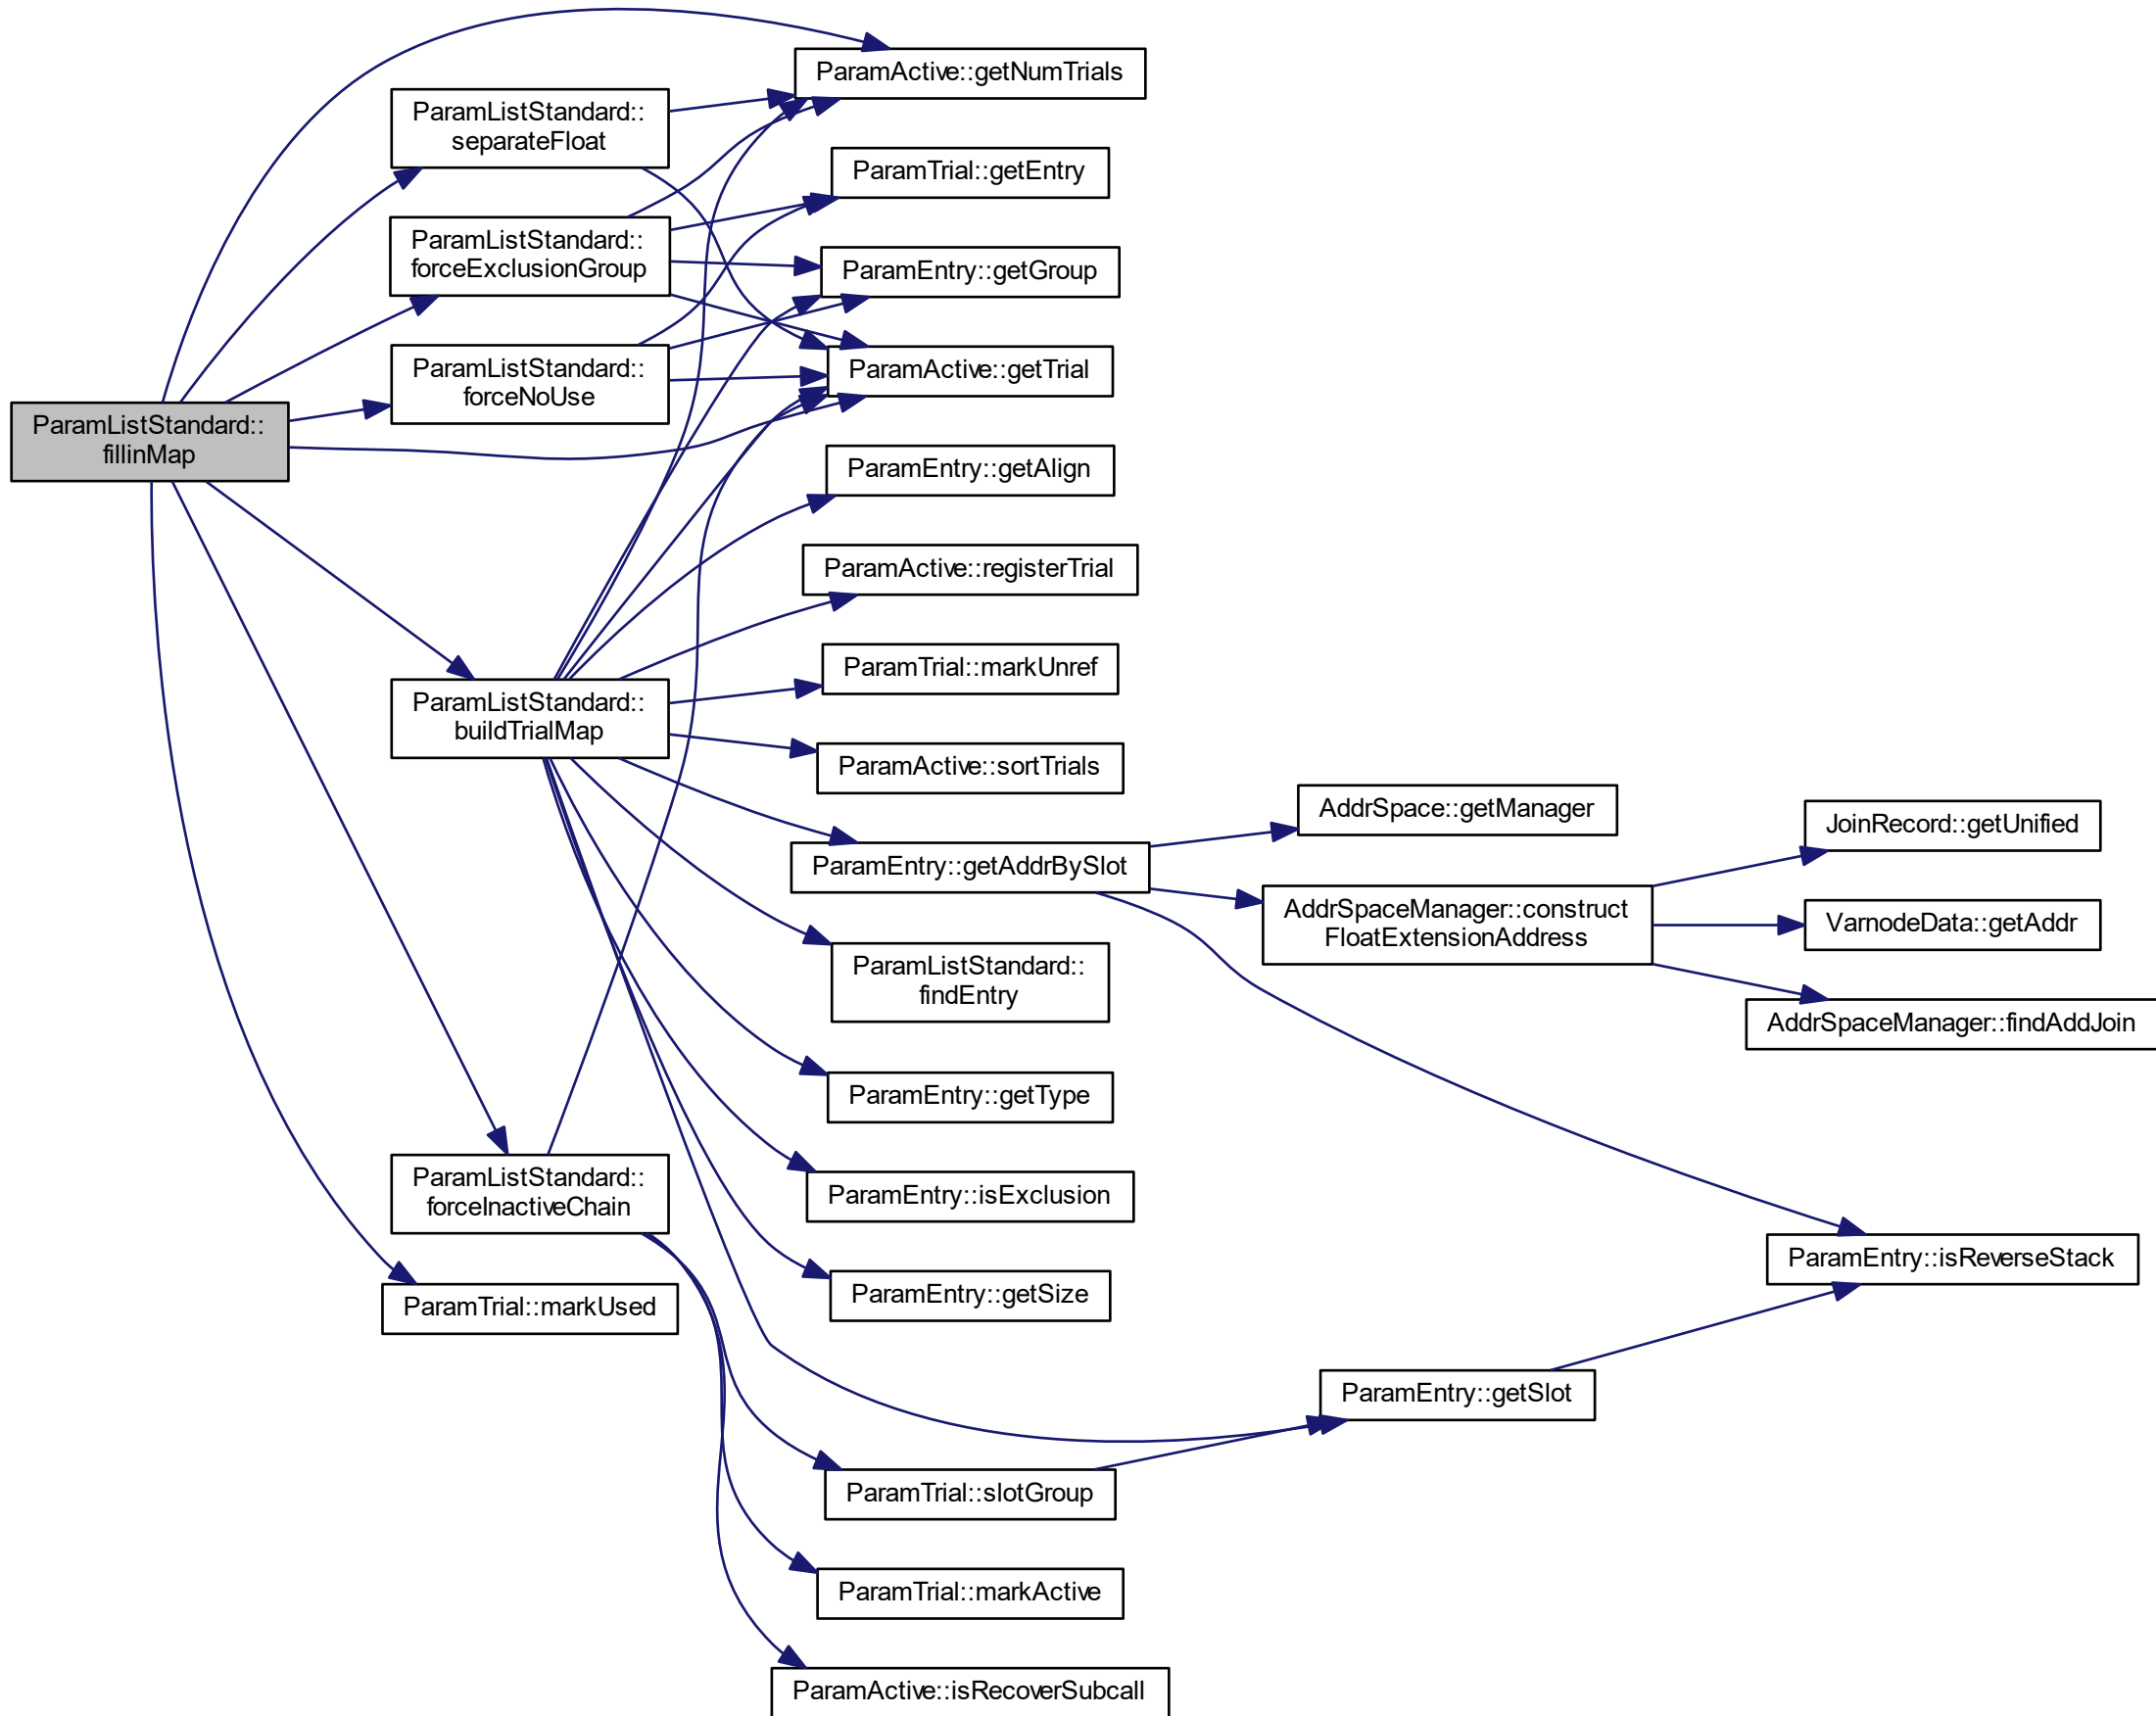 ParamActive::getNumTrials
ParamListStandard::
separateFloat
ParamTrial::getEntry
ParamListStandard::
forceExclusionGroup
ParamEntry::getGroup
ParamListStandard::
forceNoUse
ParamActive::getTrial
ParamListStandard::
fillinMap
ParamEntry::getAlign
ParamActive::registerTrial
ParamTrial::markUnref
ParamListStandard::
buildTrialMap
ParamActive::sortTrials
AddrSpace::getManager
JoinRecord::getUnified
ParamEntry::getAddrBySlot
AddrSpaceManager::construct
FloatExtensionAddress
VarnodeData::getAddr
ParamListStandard::
findEntry
AddrSpaceManager::findAddJoin
ParamEntry::getType
ParamListStandard::
forceInactiveChain
ParamEntry::isExclusion
ParamEntry::isReverseStack
ParamEntry::getSize
ParamTrial::markUsed
ParamEntry::getSlot
ParamTrial::slotGroup
ParamTrial::markActive
ParamActive::isRecoverSubcall